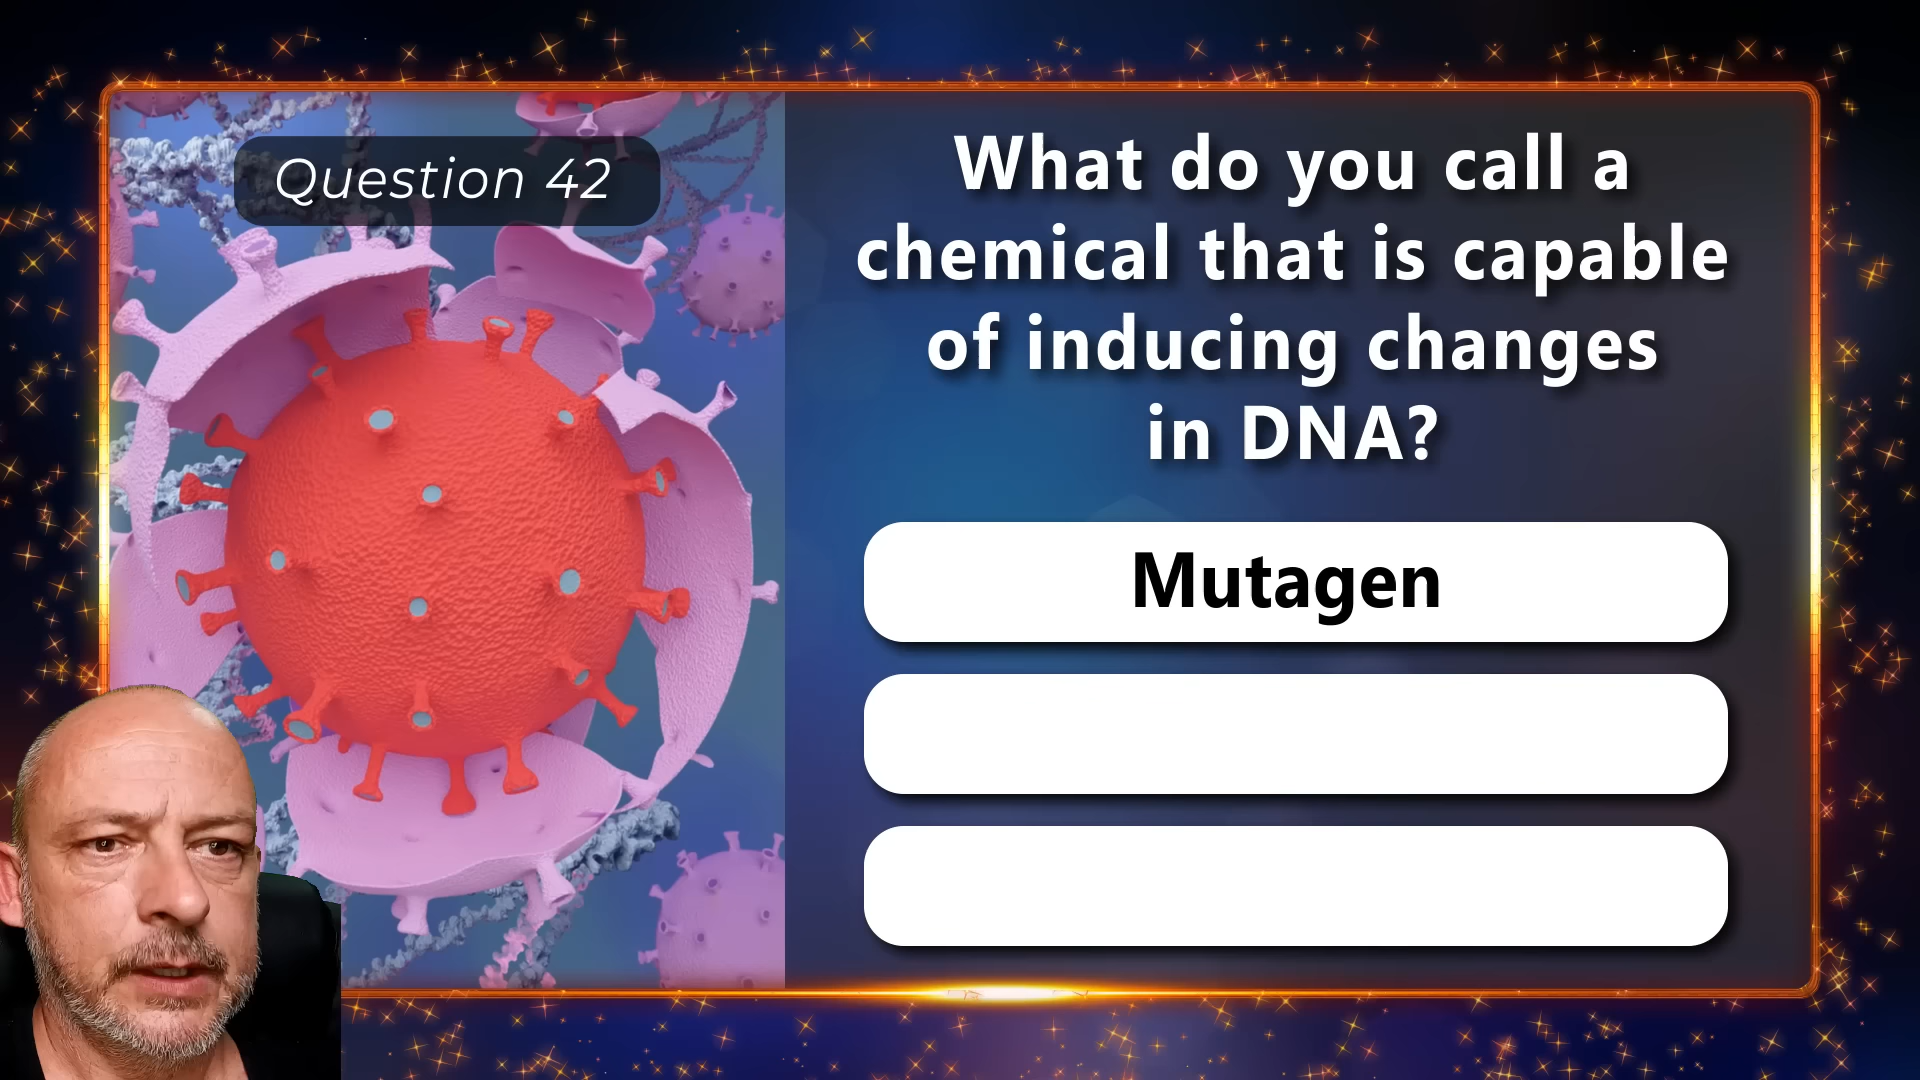 Question 42
What do you call a
chemical that is capable
of inducing changes
in DNA?
Mutagen